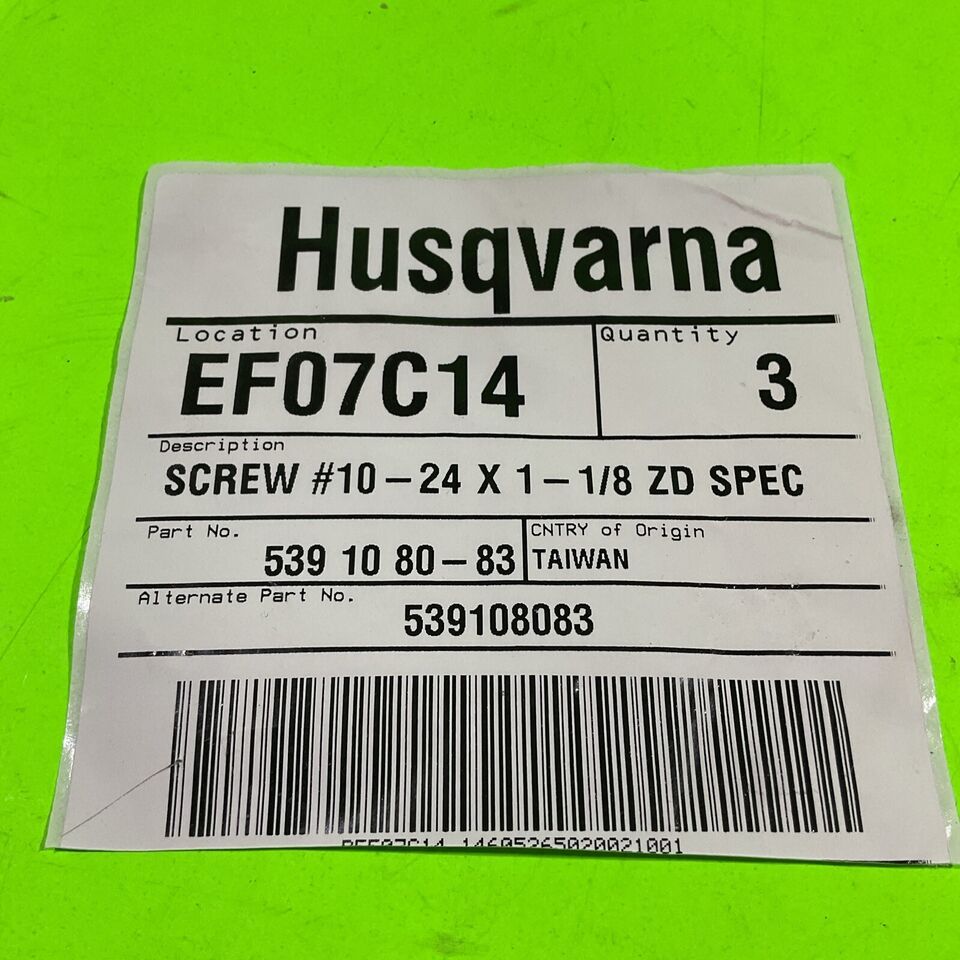 Husqvarna
Location Quantity
EF07C14 3
Description
SCREW #10-24 X 1-1/8 ZD SPEC
Part No. CNTRY of Origin
539 10 80-83 TAIWAN
Alternate Part No.
539108083